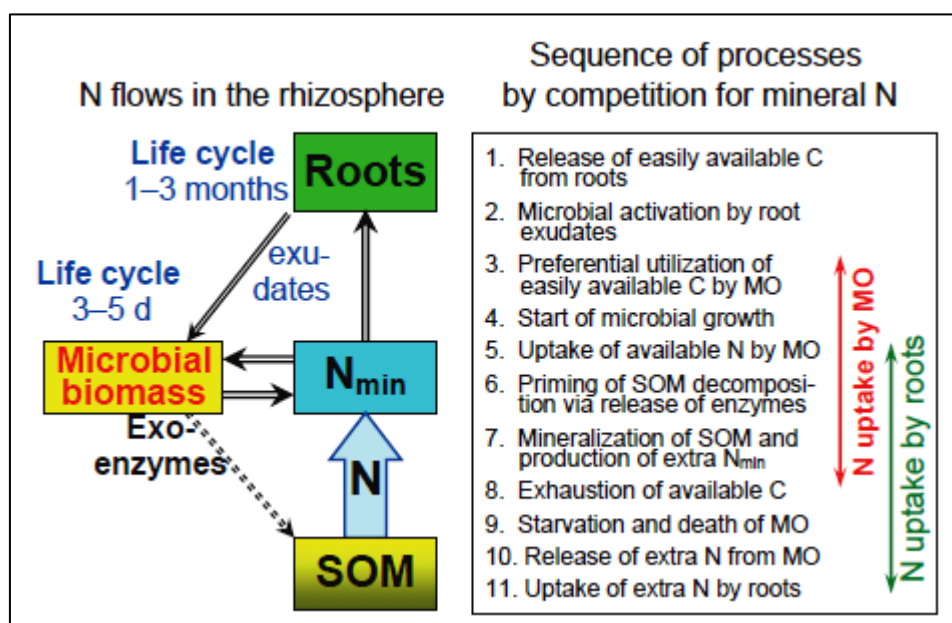 N flows in the rhizosphere
Life cycle
1–3 months
Roots
exu-
dates
Life cycle
3–5 d
Microbial
biomass
Nmin
Exo-
enzymes
N
SOM
Sequence of processes
by competition for mineral N
1. Release of easily available C
from roots
2. Microbial activation by root
exudates
3. Preferential utilization of
easily available C by MO
4. Start of microbial growth
5. Uptake of available N by MO
6. Priming of SOM decomposi-
tion via release of enzymes
7. Mineralization of SOM and
production of extra Nmin
8. Exhaustion of available C
9. Starvation and death of MO
10. Release of extra N from MO
11. Uptake of extra N by roots
N uptake by MO
N uptake by roots